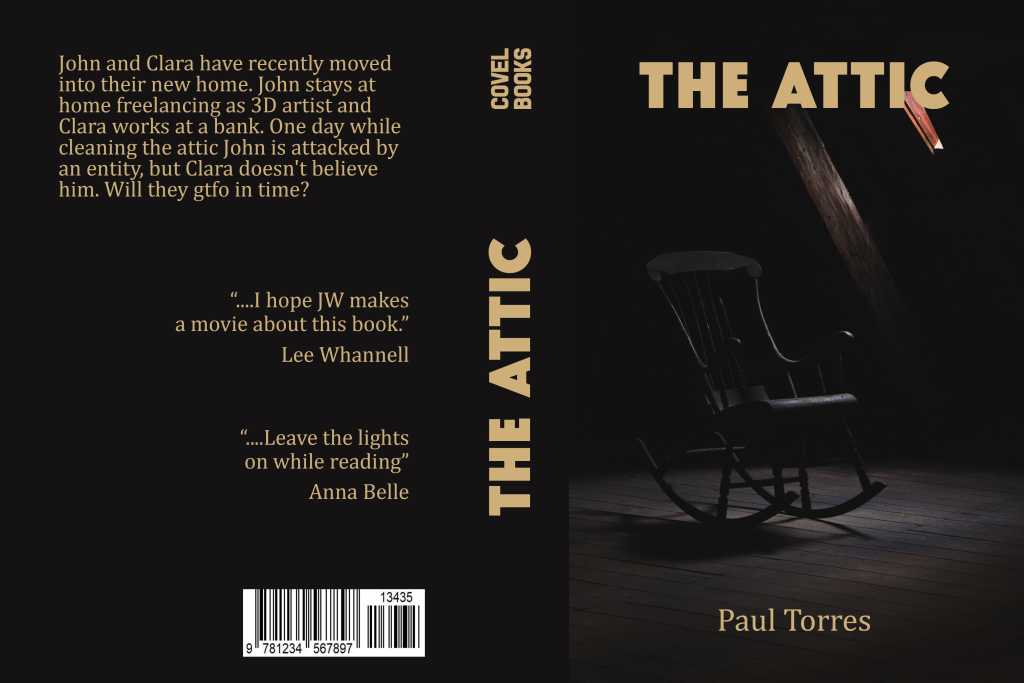 John and Clara have recently moved
into their new home. John stays at
home freelancing as 3D artist and
Clara works at a bank. One day while
cleaning the attic John is attacked by
an entity, but Clara doesn't believe
him. Will they gtfo in time?
“....I hope JW makes
a movie about this book.”
Lee Whannell
“....Leave the lights
on while reading”
Anna Belle
13435
9 781234 567897
COVEL
BOOKS
THE ATTIC
THE ATTIC
Paul Torres